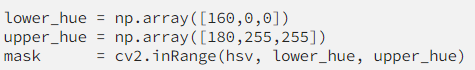 lower_hue = np.array([160,0,0])
upper_hue = np.array([180,255,255])
mask      = cv2.inRange(hsv, lower_hue, upper_hue)